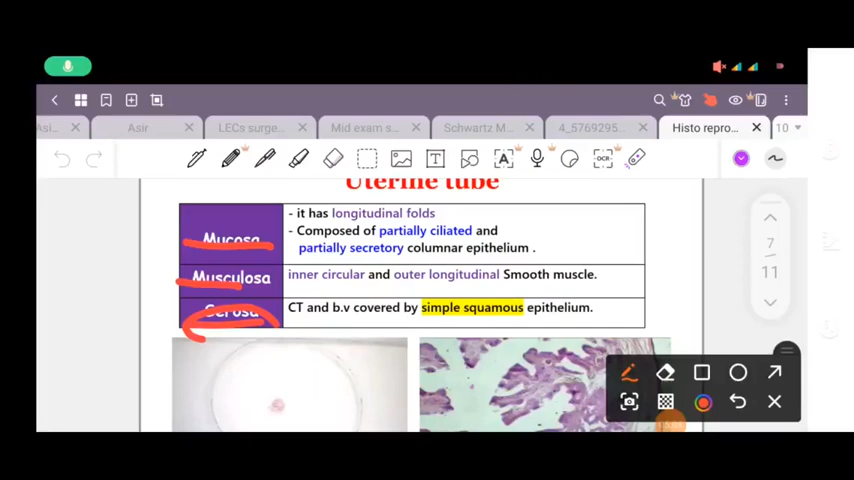 Asi...
Asir
LECs surge...
Mid exam s...
Schwartz M...
4_5769295...
Histo repro...
10
T
A
OCR
Uterine tube
Mucosa
- it has longitudinal folds
- Composed of partially ciliated and
partially secretory columnar epithelium .
Musculosa
inner circular and outer longitudinal Smooth muscle.
Serosa
CT and b.v covered by simple squamous epithelium.
7
11